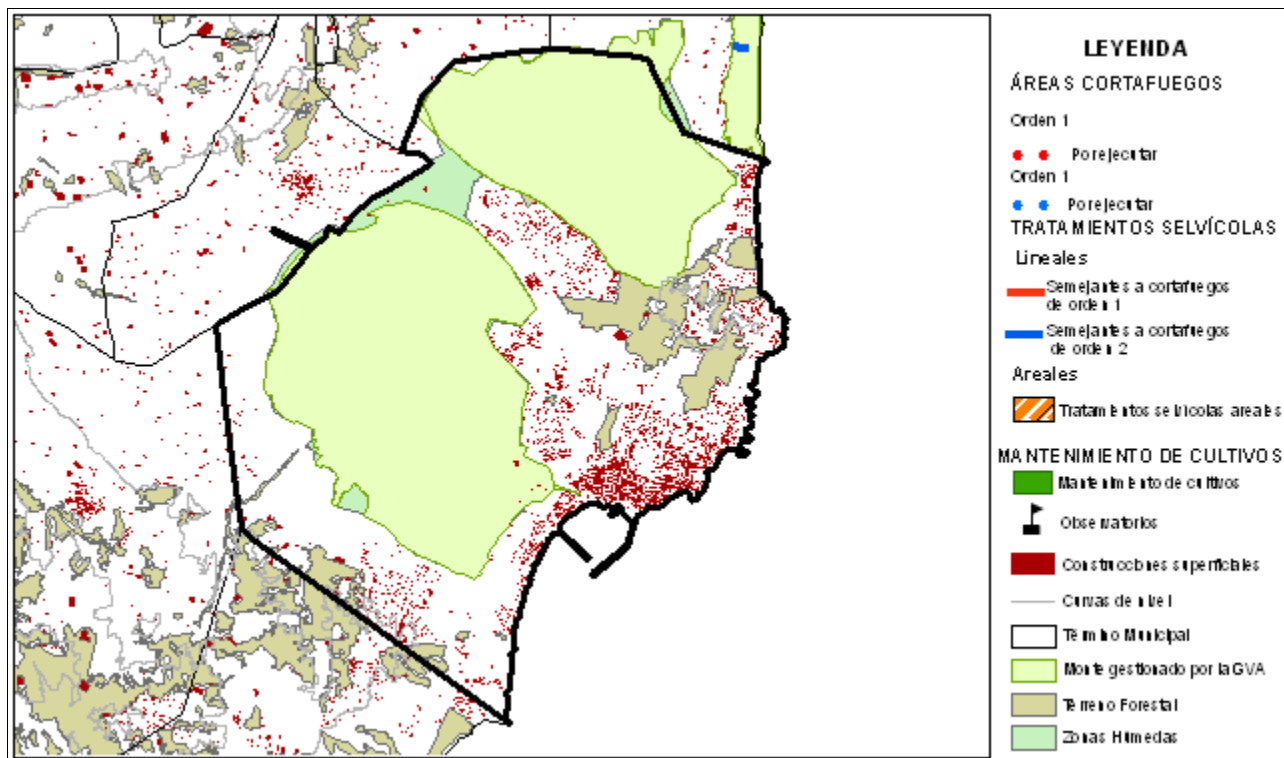 LEYENDA
ÁREAS CORTAFUEGOS
Orden 1
Por ejecutar
Orden 1
Por ejecutar
TRATAMIENTOS SELVÍCOLAS
Lineales
Semejantes a cortafuegos
de orden 1
Semejantes a cortafuegos
de orden 2
Areales
Tratamientos selvícolas areales
MANTENIMIENTO DE CULTIVOS
Mantenimiento de cultivos
Observatorios
Construcciones superficiales
Curvas de nivel
Término Municipal
Monte gestionado por la GVA
Terreno Forestal
Zonas Húmedas